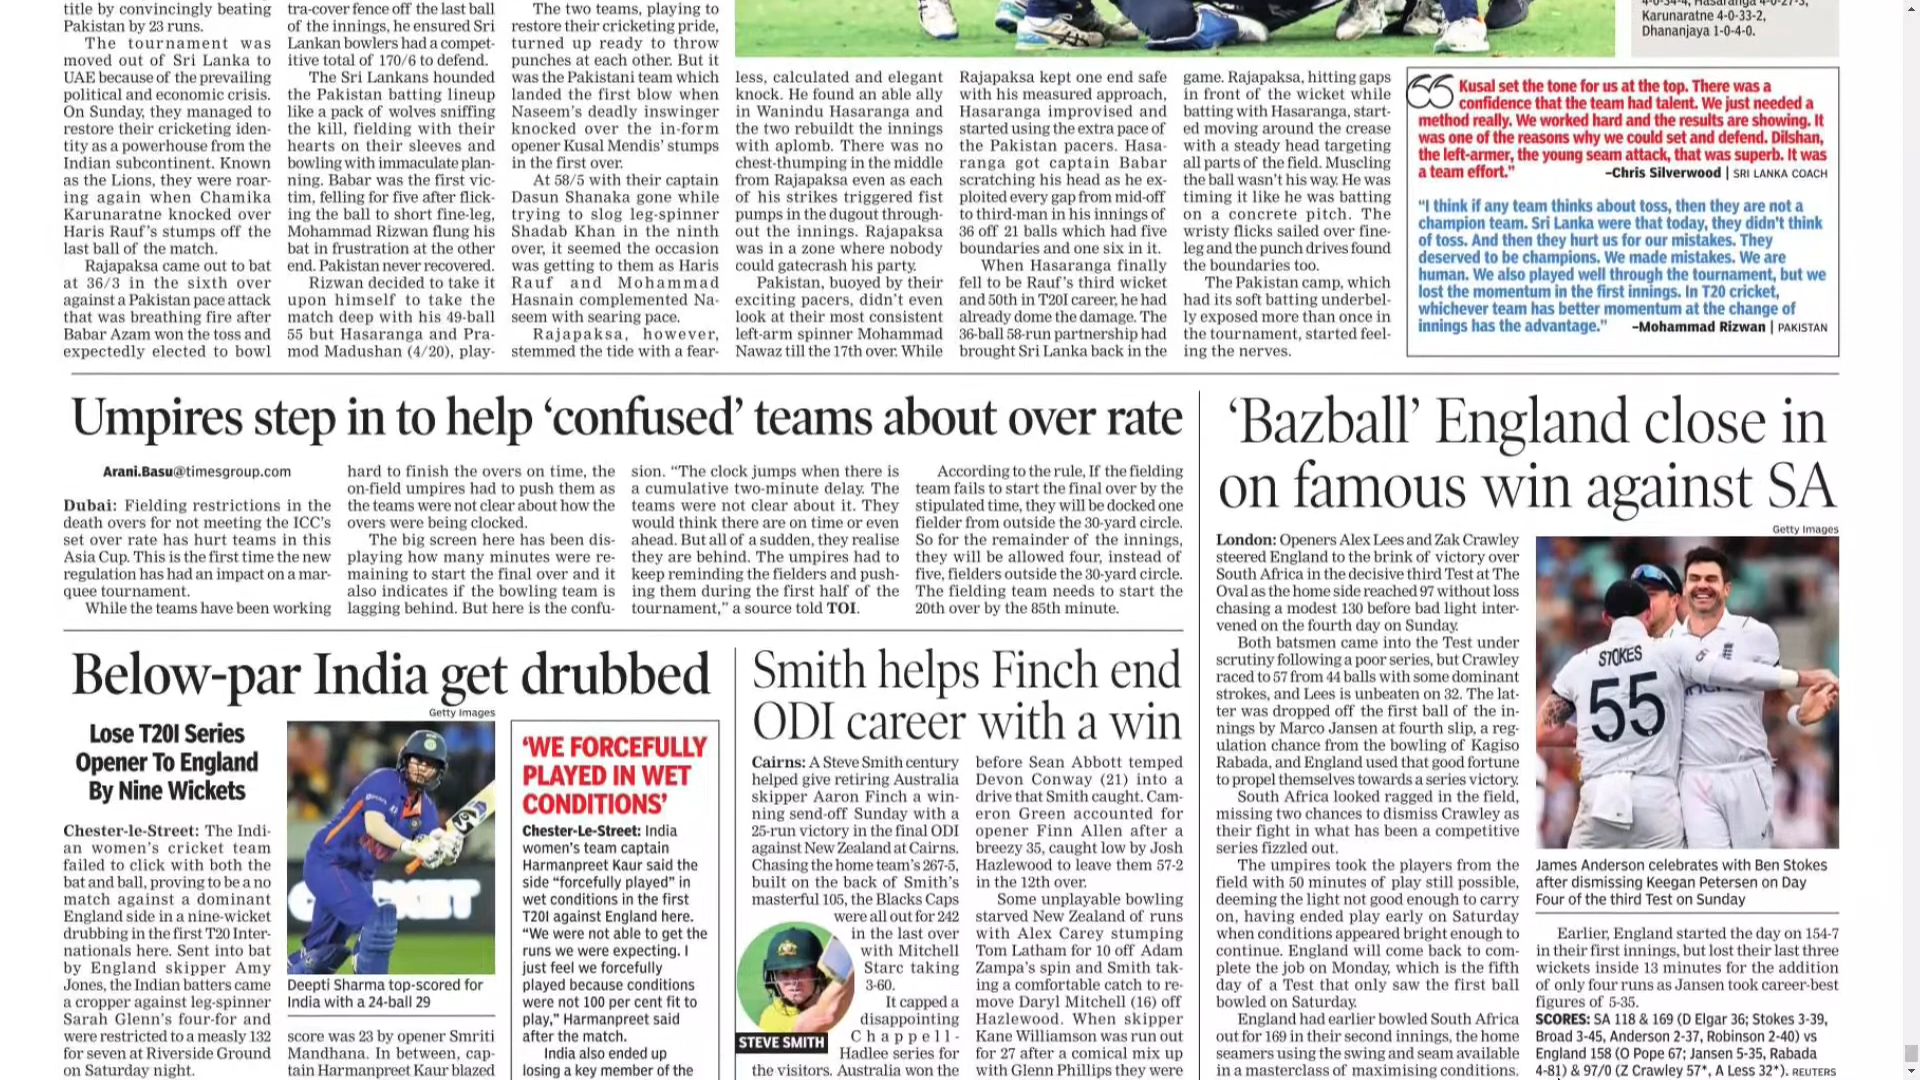 title by convincingly beating
Pakistan by 23 runs.
The tournament was
moved out of Sri Lanka to
UAE because of the prevailing
political and economic crisis.
On Sunday, they managed to
restore their cricketing iden-
tity as a powerhouse from the
Indian subcontinent. Known
as the Lions, they were roar-
ing again when Chamika
Karunaratne knocked over
Haris Rauf's stumps off the
last ball of the match.
Rajapaksa came out to bat
at 36/3 in the sixth over
against a Pakistan pace attack
that was breathing fire after
Babar Azam won the toss and
expectedly elected to bowl
tra-cover fence off the last ball
of the innings, he ensured Sri
Lankan bowlers had a compet-
itive total of 170/6 to defend.
The Sri Lankans hounded
the Pakistan batting lineup
like a pack of wolves sniffing
the kill, fielding with their
hearts on their sleeves and
bowling with immaculate plan-
ning. Babar was the first vic-
tim, felling for five after flick-
ing the ball to short fine-leg,
Mohammad Rizwan flung his
bat in frustration at the other
end. Pakistan never recovered.
Rizwan decided to take it
upon himself to take the
match deep with his 49-ball
55 but Hasaranga and Pra-
mod Madushan (4/20), play-
The two teams, playing to
restore their cricketing pride,
turned up ready to throw
punches at each other. But it
was the Pakistani team which
landed the first blow when
Naseem's deadly inswinger
knocked over the in-form
opener Kusal Mendis' stumps
in the first over.
At 58/5 with their captain
Dasun Shanaka gone while
trying to slog leg-spinner
Shadab Khan in the ninth
over, it seemed the occasion
was getting to them as Haris
Rauf and Mohammad
Hasnain complemented Na-
seem with searing pace.
Rajapaksa, however,
stemmed the tide with a fear-
less, calculated and elegant
knock. He found an able ally
in Wanindu Hasaranga and
the two rebuildt the innings
with aplomb. There was no
chest-thumping in the middle
from Rajapaksa even as each
of his strikes triggered fist
pumps in the dugout through-
out the innings. Rajapaksa
was in a zone where nobody
could gatecrash his party.
Pakistan, buoyed by their
exciting pacers, didn't even
look at their most consistent
left-arm spinner Mohammad
Nawaz till the 17th over. While
Rajapaksa kept one end safe
with his measured approach,
Hasaranga improvised and
started using the extra pace of
the Pakistan pacers. Hasa-
ranga got captain Babar
scratching his head as he ex-
ploited every gap from mid-off
to third-man in his innings of
36 off 21 balls which had five
boundaries and one six in it.
When Hasaranga finally
fell to be Rauf's third wicket
and 50th in T20I career, he had
already dome the damage. The
36-ball 58-run partnership had
brought Sri Lanka back in the
game. Rajapaksa, hitting gaps
in front of the wicket while
batting with Hasaranga, start-
ed moving around the crease
with a steady head targeting
all parts of the field. Muscling
the ball wasn't his way. He was
timing it like he was batting
on a concrete pitch. The
wristy flicks sailed over fine-
leg and the punch drives found
the boundaries too.
The Pakistan camp, which
had its soft batting underbel-
ly exposed more than once in
the tournament, started feel-
ing the nerves.
4-0-34-4, Hasaranga 4-0-27-3,
Karunaratne 4-0-33-2,
Dhananjaya 1-0-4-0.
Kusal set the tone for us at the top. There was a
confidence that the team had talent. We just needed a
method really. We worked hard and the results are showing. It
was one of the reasons why we could set and defend. Dilshan,
the left-armer, the young seam attack, that was superb. It was
a team effort." –Chris Silverwood | SRI LANKA COACH
"I think if any team thinks about toss, then they are not a
champion team. Sri Lanka were that today, they didn't think
of toss. And then they hurt us for our mistakes. They
deserved to be champions. We made mistakes. We are
human. We also played well through the tournament, but we
lost the momentum in the first innings. In T20 cricket,
whichever team has better momentum at the change of
innings has the advantage." –Mohammad Rizwan | PAKISTAN
Umpires step in to help 'confused' teams about over rate
Arani.Basu@timesgroup.com
Dubai: Fielding restrictions in the
death overs for not meeting the ICC's
set over rate has hurt teams in this
Asia Cup. This is the first time the new
regulation has had an impact on a mar-
quee tournament.
While the teams have been working
hard to finish the overs on time, the
on-field umpires had to push them as
the teams were not clear about how the
overs were being clocked.
The big screen here has been dis-
playing how many minutes were re-
maining to start the final over and it
also indicates if the bowling team is
lagging behind. But here is the confu-
sion. "The clock jumps when there is
a cumulative two-minute delay. The
teams were not clear about it. They
would think there are on time or even
ahead. But all of a sudden, they realise
they are behind. The umpires had to
keep reminding the fielders and push-
ing them during the first half of the
tournament," a source told TOI.
According to the rule, If the fielding
team fails to start the final over by the
stipulated time, they will be docked one
fielder from outside the 30-yard circle.
So for the remainder of the innings,
they will be allowed four, instead of
five, fielders outside the 30-yard circle.
The fielding team needs to start the
20th over by the 85th minute.
'Bazball' England close in
on famous win against SA
Getty Images
London: Openers Alex Lees and Zak Crawley
steered England to the brink of victory over
South Africa in the decisive third Test at The
Oval as the home side reached 97 without loss
chasing a modest 130 before bad light inter-
vened on the fourth day on Sunday.
Both batsmen came into the Test under
scrutiny following a poor series, but Crawley
raced to 57 from 44 balls with some dominant
strokes, and Lees is unbeaten on 32. The lat-
ter was dropped off the first ball of the in-
nings by Marco Jansen at fourth slip, a reg-
ulation chance from the bowling of Kagiso
Rabada, and England used that good fortune
to propel themselves towards a series victory.
South Africa looked ragged in the field,
missing two chances to dismiss Crawley as
their fight in what has been a competitive
series fizzled out.
The umpires took the players from the
field with 50 minutes of play still possible,
deeming the light not good enough to carry
on, having ended play early on Saturday
when conditions appeared bright enough to
continue. England will come back to com-
plete the job on Monday, which is the fifth
day of a Test that only saw the first ball
bowled on Saturday.
England had earlier bowled South Africa
out for 169 in their second innings, the home
seamers using the swing and seam available
in a masterclass of maximising conditions.
STOKES
55
James Anderson celebrates with Ben Stokes
after dismissing Keegan Petersen on Day
Four of the third Test on Sunday
Earlier, England started the day on 154-7
in their first innings, but lost their last three
wickets inside 13 minutes for the addition
of only four runs as Jansen took career-best
figures of 5-35.
SCORES: SA 118 & 169 (D Elgar 36; Stokes 3-39,
Broad 3-45, Anderson 2-37, Robinson 2-40) vs
England 158 (O Pope 67; Jansen 5-35, Rabada
4-81) & 97/0 (Z Crawley 57*, A Less 32*). REUTERS
Below-par India get drubbed
Getty Images
Lose T20I Series
Opener To England
By Nine Wickets
Chester-le-Street: The Indi-
an women's cricket team
failed to click with both the
bat and ball, proving to be a no
match against a dominant
England side in a nine-wicket
drubbing in the first T20 Inter-
nationals here. Sent into bat
by England skipper Amy
Jones, the Indian batters came
a cropper against leg-spinner
Sarah Glenn's four-for and
were restricted to a measly 132
for seven at Riverside Ground
on Saturday night.
Deepti Sharma top-scored for
India with a 24-ball 29
score was 23 by opener Smriti
Mandhana. In between, cap-
tain Harmanpreet Kaur blazed
'WE FORCEFULLY
PLAYED IN WET
CONDITIONS'
Chester-Le-Street: India
women's team captain
Harmanpreet Kaur said the
side "forcefully played" in
wet conditions in the first
T20I against England here.
"We were not able to get the
runs we were expecting. I
just feel we forcefully
played because conditions
were not 100 per cent fit to
play," Harmanpreet said
after the match.
India also ended up
losing a key member of the
Smith helps Finch end
ODI career with a win
Cairns: A Steve Smith century
helped give retiring Australia
skipper Aaron Finch a win-
ning send-off Sunday with a
25-run victory in the final ODI
against New Zealand at Cairns.
Chasing the home team's 267-5,
built on the back of Smith's
masterful 105, the Blacks Caps
were all out for 242
in the last over
with Mitchell
Starc taking
3-60.
It capped a
disappointing
Chappell-
Hadlee series for
the visitors. Australia won the
STEVE SMITH
before Sean Abbott temped
Devon Conway (21) into a
drive that Smith caught. Cam-
eron Green accounted for
opener Finn Allen after a
breezy 35, caught low by Josh
Hazlewood to leave them 57-2
in the 12th over.
Some unplayable bowling
starved New Zealand of runs
with Alex Carey stumping
Tom Latham for 10 off Adam
Zampa's spin and Smith tak-
ing a comfortable catch to re-
move Daryl Mitchell (16) off
Hazlewood. When skipper
Kane Williamson was run out
for 27 after a comical mix up
with Glenn Phillips they were